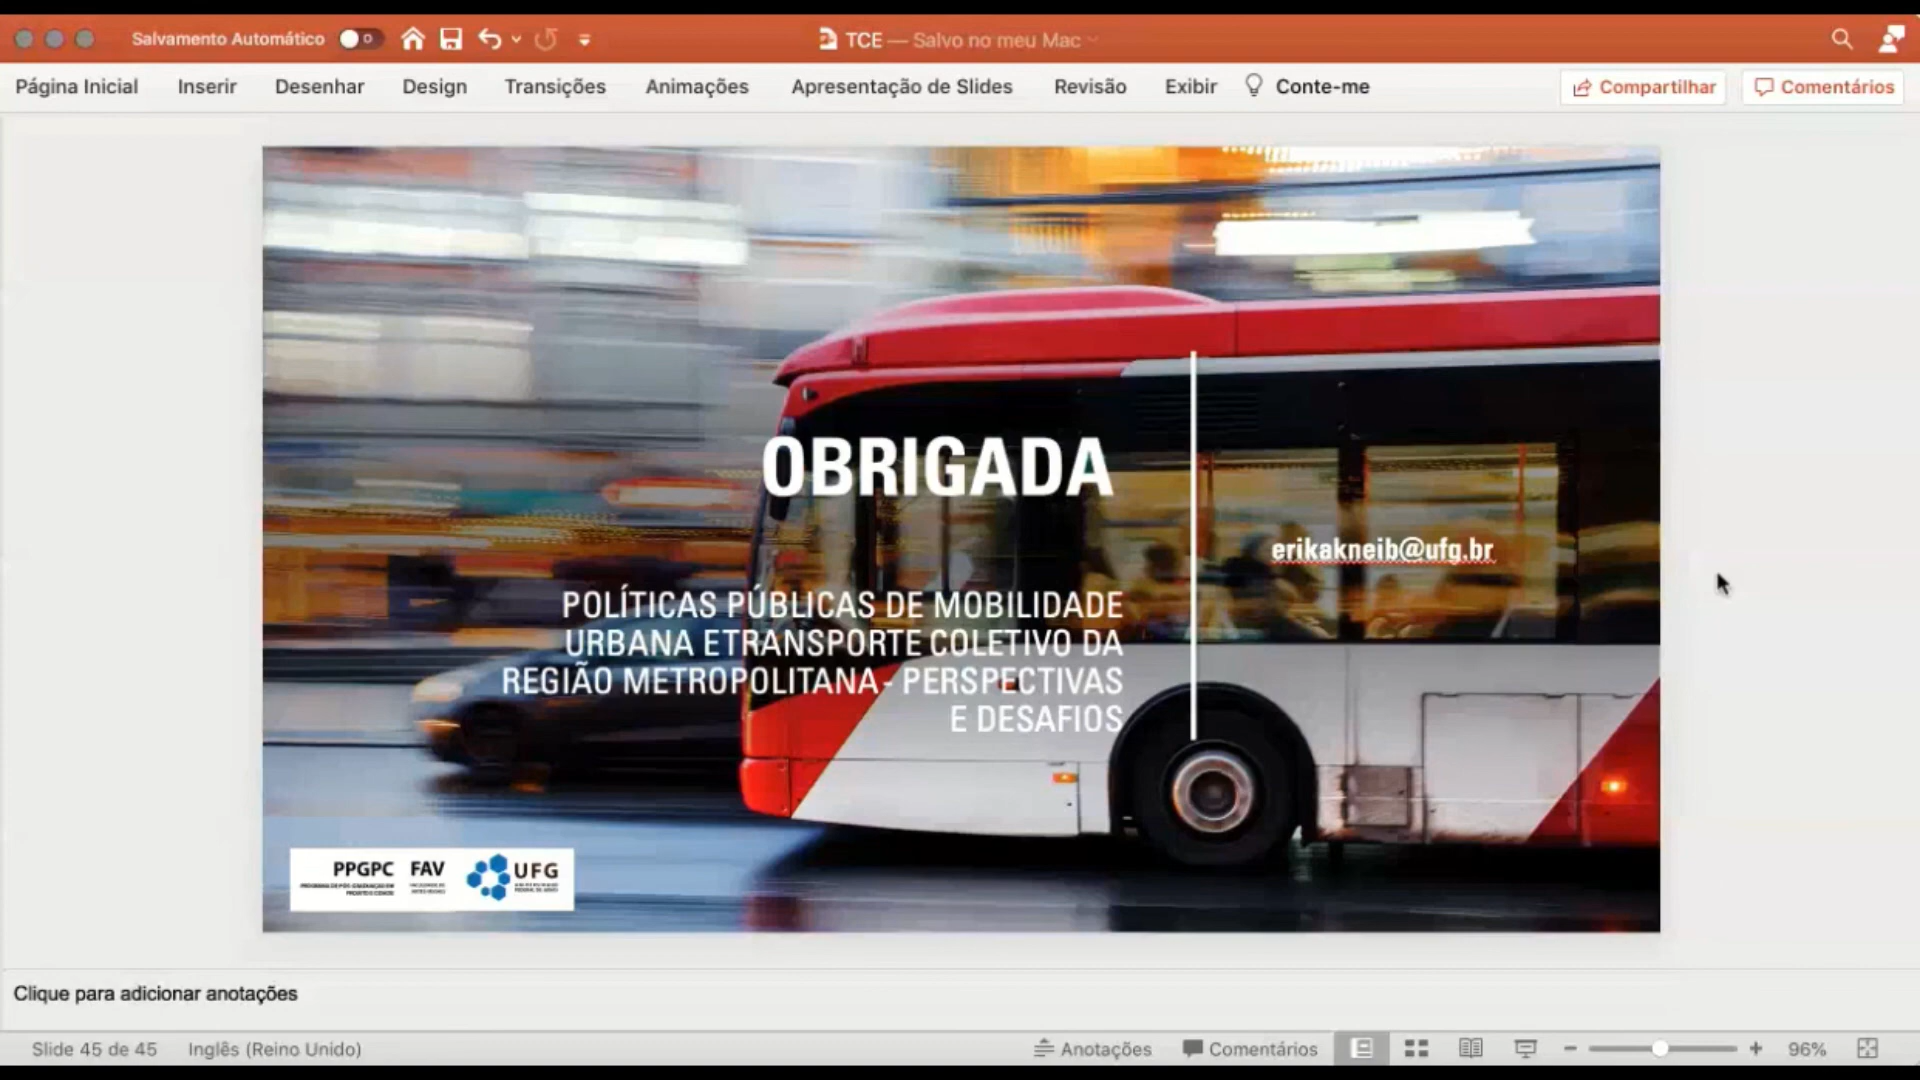 Salvamento Automático
TCE — Salvo no meu Mac
Página Inicial
Inserir
Desenhar
Design
Transições
Animações
Apresentação de Slides
Revisão
Exibir
Conte-me
Compartilhar
Comentários
OBRIGADA
erikakneib@ufg.br
POLÍTICAS PÚBLICAS DE MOBILIDADE
URBANA ETRANSPORTE COLETIVO DA
REGIÃO METROPOLITANA- PERSPECTIVAS
E DESAFIOS
PPGPC
FAV
UFG
Clique para adicionar anotações
Slide 45 de 45
Inglês (Reino Unido)
Anotações
Comentários
96%